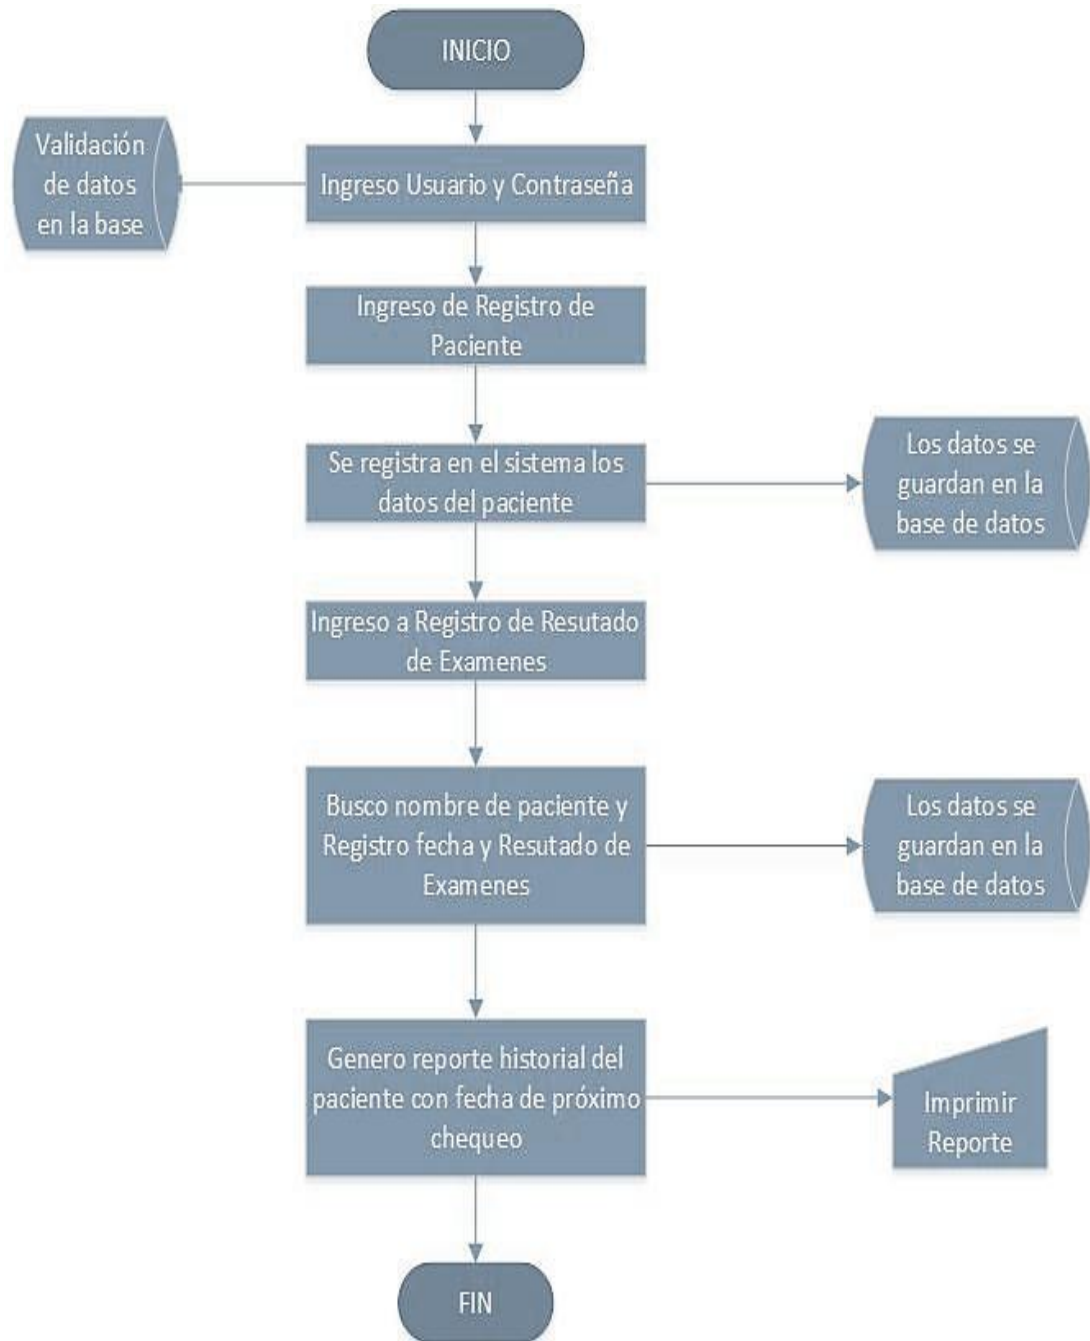 INICIO
Validación
de datos
en la base
Ingreso Usuario y Contraseña
Ingreso de Registro de
Paciente
Se registra en el sistema los
datos del paciente
Los datos se
guardan en la
base de datos
Ingreso a Registro de Resutado
de Examenes
Busco nombre de paciente y
Registro fecha y Resutado de
Examenes
Los datos se
guardan en la
base de datos
Genero reporte historial del
paciente con fecha de próximo
chequeo
Imprimir
Reporte
FIN